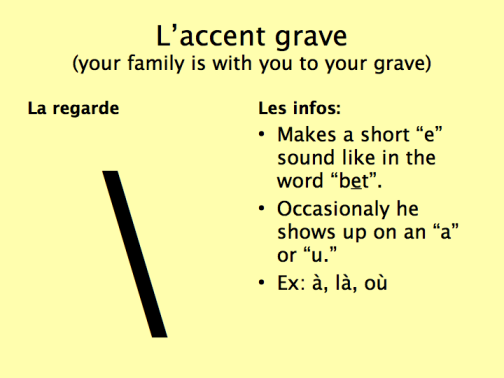 L’accent grave
(your family is with you to your grave)
La regarde
Les infos:
• Makes a short “e”
sound like in the
word “bet”.
• Occasionaly he
shows up on an “a”
or “u.”
• Ex: à, là, où